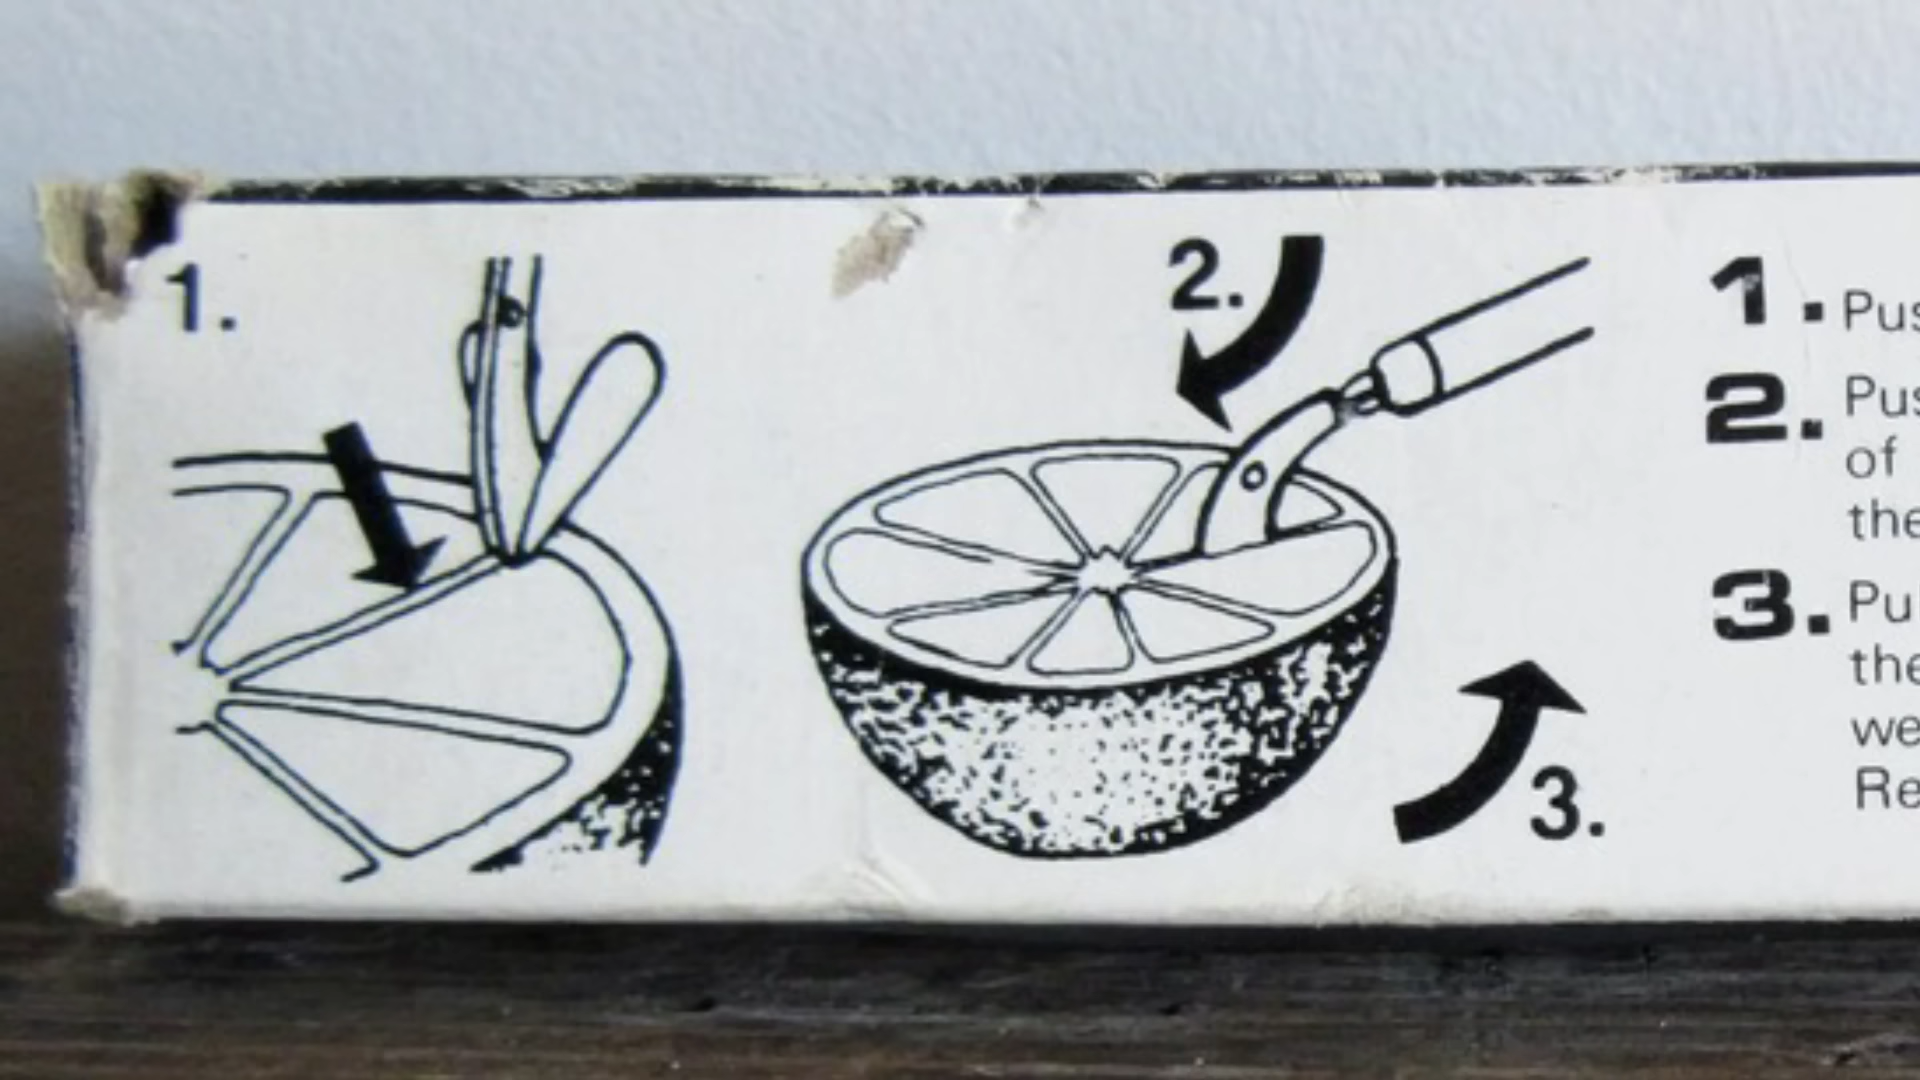 1.
2.
3.
1. Pus
2. Pus
of
the
3. Pu
the
we
Re